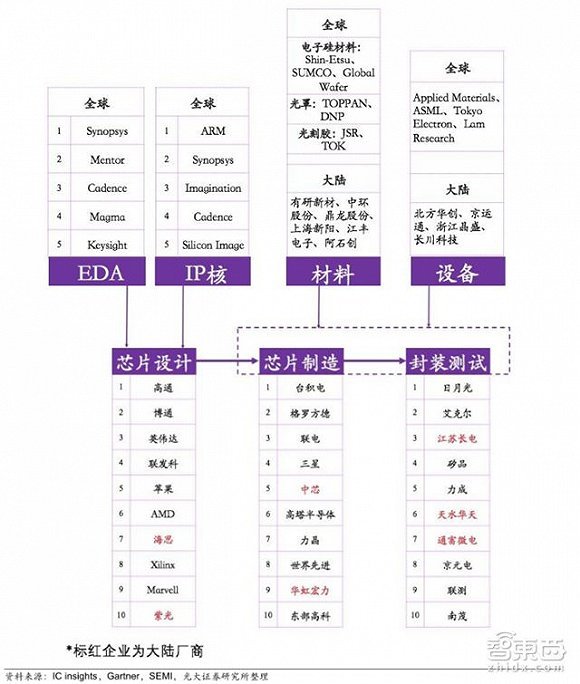 全球
1 Synopsys
2 Mentor
3 Cadence
4 Magma
5 Keysight
EDA
全球
1 ARM
2 Synopsys
3 Imagination
4 Cadence
5 Silicon Image
IP核
全球
电子硅材料：
Shin-Etsu、
SUMCO、Global
Wafer
光罩：TOPPAN、
DNP
光刻胶：JSR、
TOK
大陆
有研新材、中环
股份、鼎龙股份、
上海新阳、江丰
电子、阿石创
材料
全球
Applied Materials、
ASML、Tokyo
Electron、Lam
Research
大陆
北方华创、京运
通、浙江晶盛、
长川科技
设备
芯片设计
1 高通
2 博通
3 英伟达
4 联发科
5 苹果
6 AMD
7 海思
8 Xilinx
9 Marvell
10 紫光
芯片制造
1 台积电
2 格罗方德
3 联电
4 三星
5 中芯
6 高塔半导体
7 力晶
8 世界先进
9 华虹宏力
10 东部高科
封装测试
1 日月光
2 艾克尔
3 江苏长电
4 矽品
5 力成
6 天水华天
7 通富微电
8 京元电
9 联测
10 南茂
*标红企业为大陆厂商
智東西
zhidx.com
资料来源：IC insights，Gartner，SEMI，光大证券研究所整理